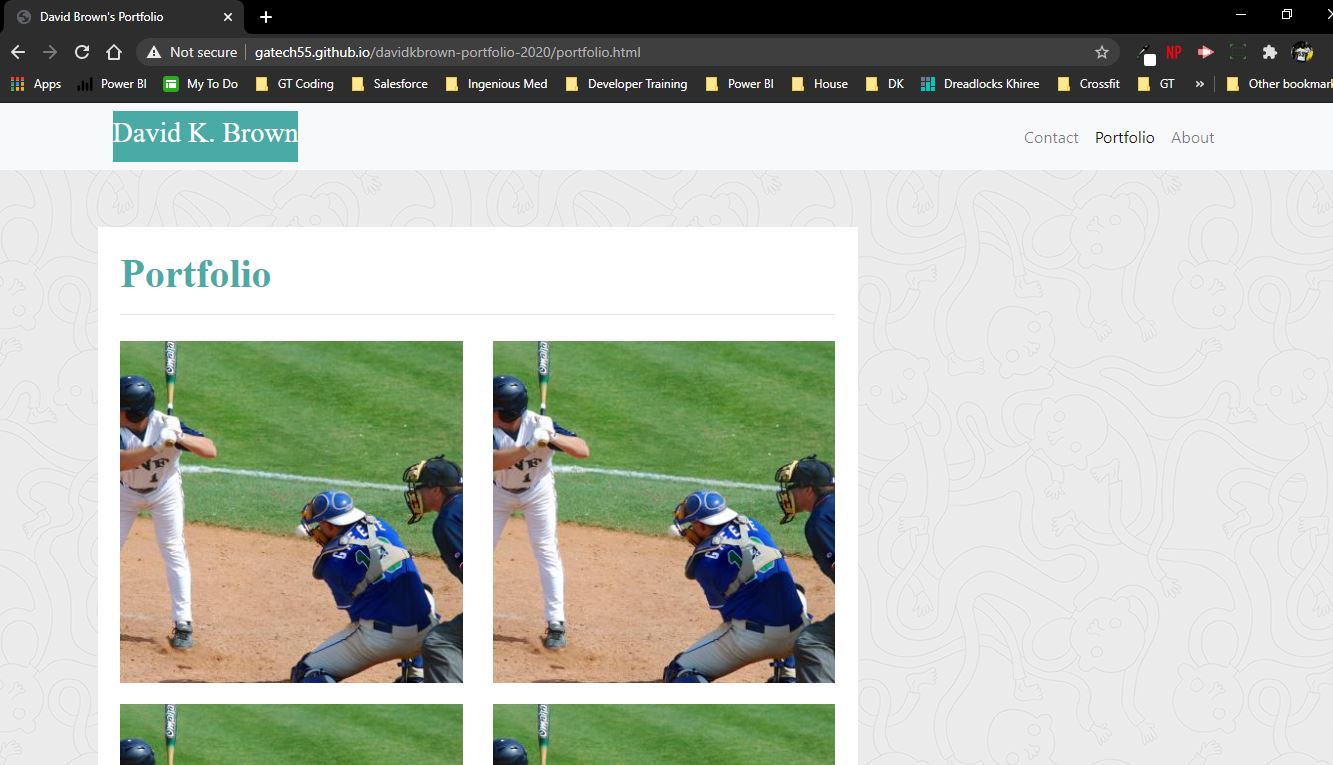 David Brown's Portfolio
Not secure gatech55.github.io/davidkbrown-portfolio-2020/portfolio.html NP
Apps Power BI My To Do GT Coding Salesforce Ingenious Med Developer Training Power BI House DK Dreadlocks Khiree Crossfit GT » Other bookmark
David K. Brown Contact Portfolio About
Portfolio